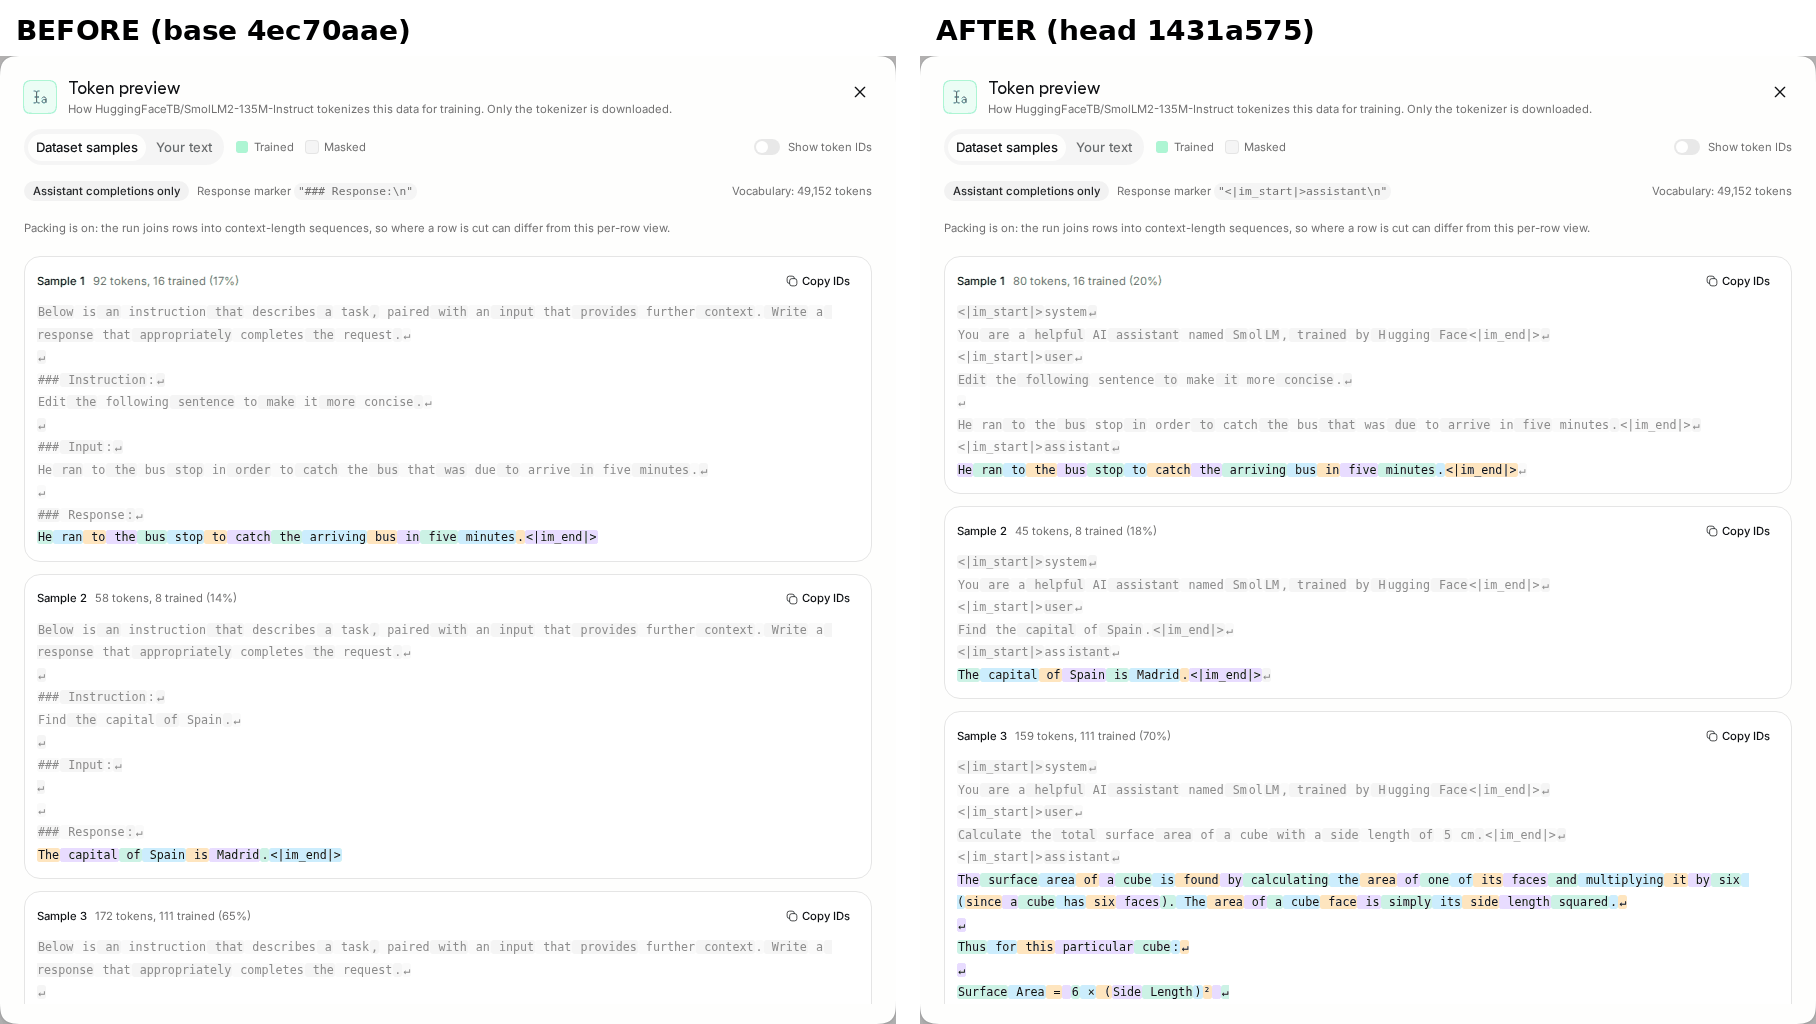 BEFORE (base 4ec70aae)
Token preview
How HuggingFaceTB/SmolLM2-135M-Instruct tokenizes this data for training. Only the tokenizer is downloaded.
Dataset samples Your text Trained Masked Show token IDs
Assistant completions only Response marker "### Response:\n" Vocabulary: 49,152 tokens
Packing is on: the run joins rows into context-length sequences, so where a row is cut can differ from this per-row view.
Sample 1 92 tokens, 16 trained (17%) Copy IDs
Below is an instruction that describes a task, paired with an input that provides further context. Write a
response that appropriately completes the request.↵
↵
### Instruction:↵
Edit the following sentence to make it more concise.↵
↵
### Input:↵
He ran to the bus stop in order to catch the bus that was due to arrive in five minutes.↵
↵
### Response:↵
He ran to the bus stop to catch the arriving bus in five minutes.<|im_end|>
Sample 2 58 tokens, 8 trained (14%) Copy IDs
Below is an instruction that describes a task, paired with an input that provides further context. Write a
response that appropriately completes the request.↵
↵
### Instruction:↵
Find the capital of Spain.↵
↵
### Input:↵
↵
↵
### Response:↵
The capital of Spain is Madrid.<|im_end|>
Sample 3 172 tokens, 111 trained (65%) Copy IDs
Below is an instruction that describes a task, paired with an input that provides further context. Write a
response that appropriately completes the request.↵
↵
AFTER (head 1431a575)
Token preview
How HuggingFaceTB/SmolLM2-135M-Instruct tokenizes this data for training. Only the tokenizer is downloaded.
Dataset samples Your text Trained Masked Show token IDs
Assistant completions only Response marker "<|im_start|>assistant\n" Vocabulary: 49,152 tokens
Packing is on: the run joins rows into context-length sequences, so where a row is cut can differ from this per-row view.
Sample 1 80 tokens, 16 trained (20%) Copy IDs
<|im_start|>system↵
You are a helpful AI assistant named SmolLM, trained by Hugging Face<|im_end|>↵
<|im_start|>user↵
Edit the following sentence to make it more concise.↵
↵
He ran to the bus stop in order to catch the bus that was due to arrive in five minutes.<|im_end|>↵
<|im_start|>assistant↵
He ran to the bus stop to catch the arriving bus in five minutes.<|im_end|>↵
Sample 2 45 tokens, 8 trained (18%) Copy IDs
<|im_start|>system↵
You are a helpful AI assistant named SmolLM, trained by Hugging Face<|im_end|>↵
<|im_start|>user↵
Find the capital of Spain.<|im_end|>↵
<|im_start|>assistant↵
The capital of Spain is Madrid.<|im_end|>↵
Sample 3 159 tokens, 111 trained (70%) Copy IDs
<|im_start|>system↵
You are a helpful AI assistant named SmolLM, trained by Hugging Face<|im_end|>↵
<|im_start|>user↵
Calculate the total surface area of a cube with a side length of 5 cm.<|im_end|>↵
<|im_start|>assistant↵
The surface area of a cube is found by calculating the area of one of its faces and multiplying it by six
(since a cube has six faces). The area of a cube face is simply its side length squared.↵
↵
Thus for this particular cube:↵
↵
Surface Area = 6 × (Side Length)² ↵